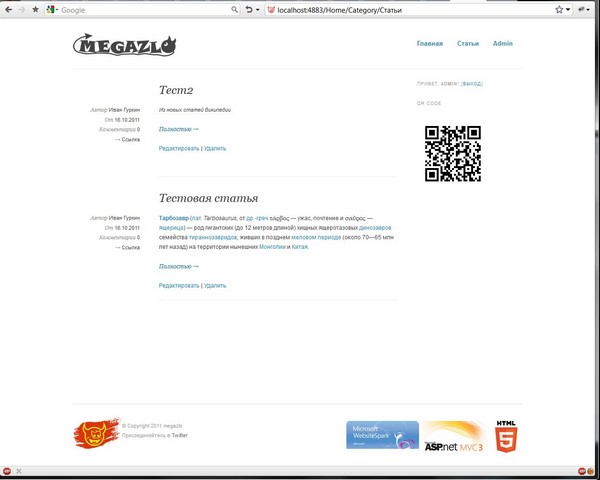 Google
localhost:4883/Home/Category/Статьи
MEGAZLO
Главная Статьи Admin
ПРИВЕТ, ADMIN! [ВЫХОД]
QR CODE
Тест2
Автор Иван Гуркин
От 16.10.2011
Комментарии 0
→ Ссылка
Из новых статей Википедии
Полностью →
Редактировать | Удалить
Тестовая статья
Автор Иван Гуркин
От 16.10.2011
Комментарии 0
→ Ссылка
Тарбозавр (лат. Tarbosaurus, от др.-греч. τάρβος — ужас, почтение и σαῦρος —
ящерица) — род гигантских (до 12 метров длиной) хищных ящеротазовых динозавров
семейства тираннозаврид, живших в позднем меловом периоде (около 70—65 млн
лет назад) на территории нынешних Монголии и Китая.
Полностью →
Редактировать | Удалить
© Copyright 2011 megazlo
Присоединяйтесь в Twitter
Microsoft
WebsiteSpark
ASP.net MVC 3
HTML
5